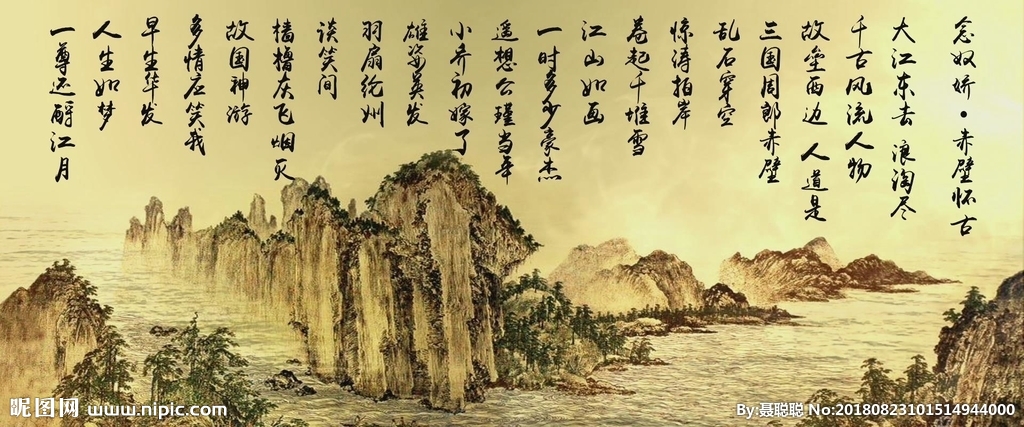 念奴娇·赤壁怀古
大江东去 浪淘尽
千古风流人物
故垒西边 人道是
三国周郎赤壁
乱石穿空
惊涛拍岸
卷起千堆雪
江山如画
一时多少豪杰
遥想公瑾当年
小乔初嫁了
雄姿英发
羽扇纶巾
谈笑间
樯橹灰飞烟灭
故国神游
多情应笑我
早生华发
人生如梦
一尊还酹江月
昵图网 www.nipic.com
By:聂聪聪 No:20180823101514944000